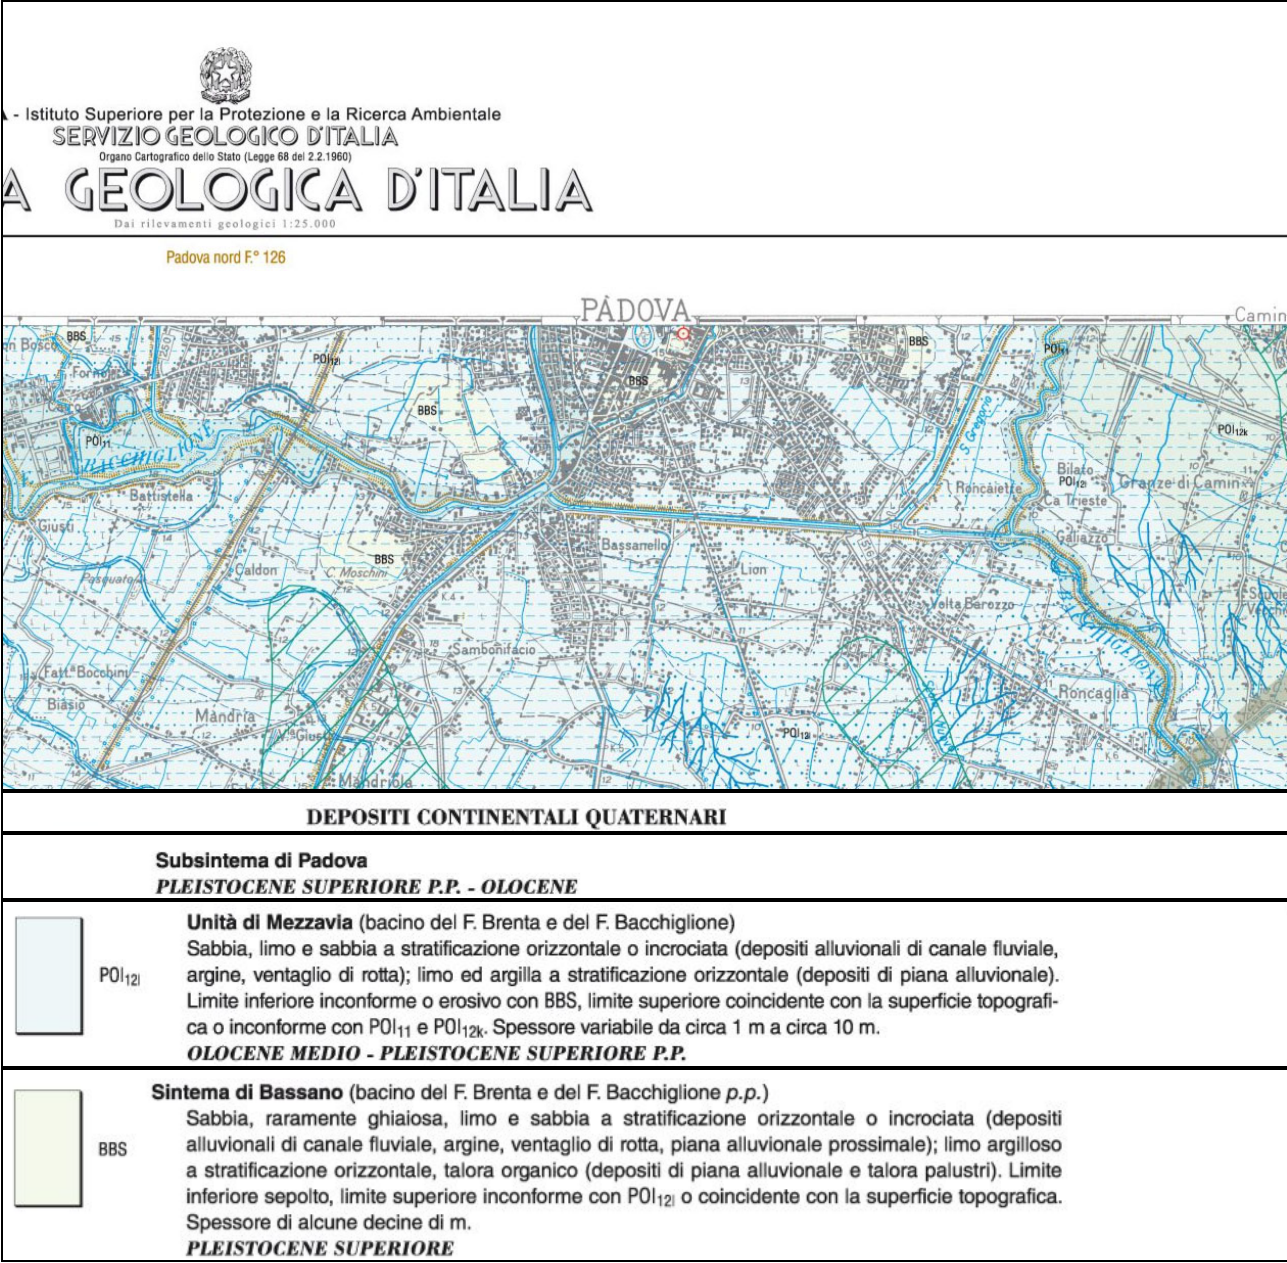 - Istituto Superiore per la Protezione e la Ricerca Ambientale
SERVIZIO GEOLOGICO D'ITALIA
Organo Cartografico dello Stato (Legge 68 del 2.2.1960)
A GEOLOGICA D'ITALIA
Dai rilevamenti geologici 1:25.000
Padova nord F.° 126
PÀDOVA
Camin
BBS
n Bosco
POI12l
BBS
POI11
Forno
BBS
BBS
S. Gregorio
POI11
BACCHIGLIONE
POI12k
Bilato
POI12l
Granze di Camin
Battistella
Roncaiette
Ca Trieste
Giusti
Galiazzo
Bassanello
S16
BBS
Caldon
C. Moschini
Lion
Pasquato
Volta Barozzo
BACCHIGLIONE
Sambonifacio
Fatt.ª Bocchini
Roncaglia
Biasio
Mandria
V.la Giusti
POI12l
Mandriola
DEPOSITI CONTINENTALI QUATERNARI
Subsintema di Padova
PLEISTOCENE SUPERIORE P.P. - OLOCENE
Unità di Mezzavia (bacino del F. Brenta e del F. Bacchiglione)
Sabbia, limo e sabbia a stratificazione orizzontale o incrociata (depositi alluvionali di canale fluviale,
POI12l
argine, ventaglio di rotta); limo ed argilla a stratificazione orizzontale (depositi di piana alluvionale).
Limite inferiore inconforme o erosivo con BBS, limite superiore coincidente con la superficie topografi-
ca o inconforme con POI11 e POI12k. Spessore variabile da circa 1 m a circa 10 m.
OLOCENE MEDIO - PLEISTOCENE SUPERIORE P.P.
Sintema di Bassano (bacino del F. Brenta e del F. Bacchiglione p.p.)
Sabbia, raramente ghiaiosa, limo e sabbia a stratificazione orizzontale o incrociata (depositi
BBS
alluvionali di canale fluviale, argine, ventaglio di rotta, piana alluvionale prossimale); limo argilloso
a stratificazione orizzontale, talora organico (depositi di piana alluvionale e talora palustri). Limite
inferiore sepolto, limite superiore inconforme con POI12l o coincidente con la superficie topografica.
Spessore di alcune decine di m.
PLEISTOCENE SUPERIORE